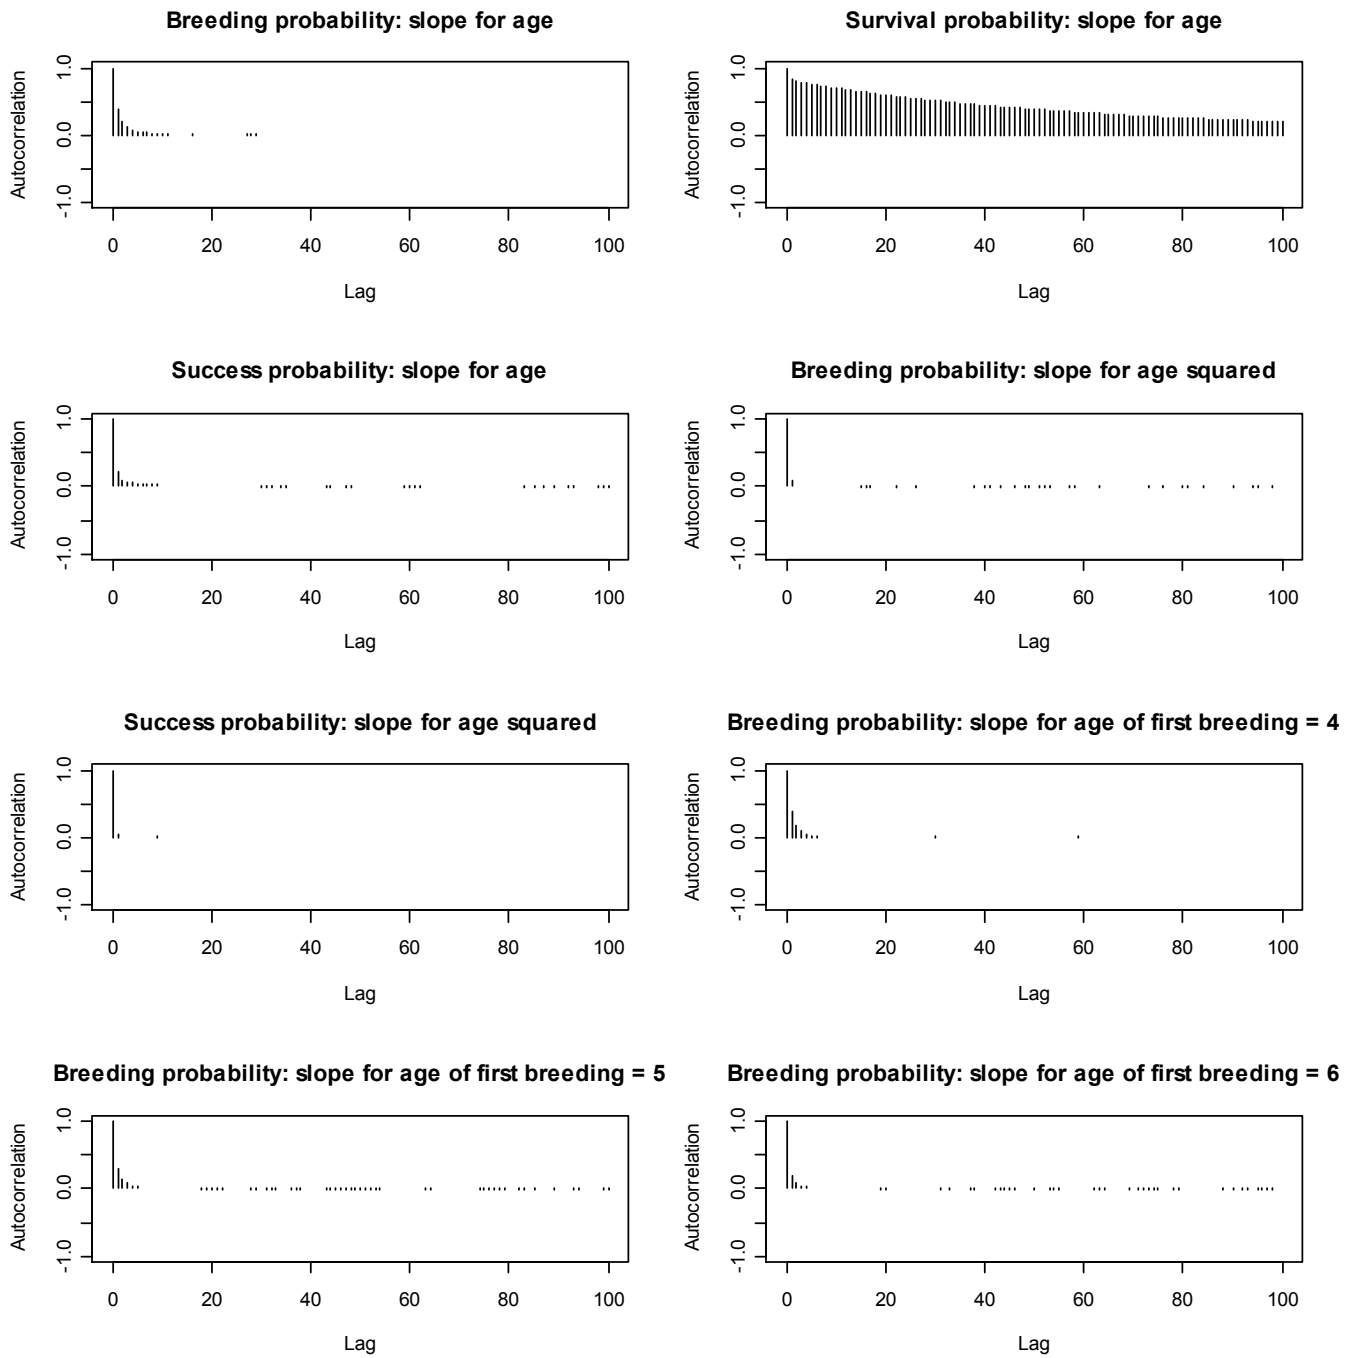 Breeding probability: slope for age
Autocorrelation
1.0
0.0
-1.0
0 20 40 60 80 100
Lag
Survival probability: slope for age
Autocorrelation
1.0
0.0
-1.0
0 20 40 60 80 100
Lag
Success probability: slope for age
Autocorrelation
1.0
0.0
-1.0
0 20 40 60 80 100
Lag
Breeding probability: slope for age squared
Autocorrelation
1.0
0.0
-1.0
0 20 40 60 80 100
Lag
Success probability: slope for age squared
Autocorrelation
1.0
0.0
-1.0
0 20 40 60 80 100
Lag
Breeding probability: slope for age of first breeding = 4
Autocorrelation
1.0
0.0
-1.0
0 20 40 60 80 100
Lag
Breeding probability: slope for age of first breeding = 5
Autocorrelation
1.0
0.0
-1.0
0 20 40 60 80 100
Lag
Breeding probability: slope for age of first breeding = 6
Autocorrelation
1.0
0.0
-1.0
0 20 40 60 80 100
Lag